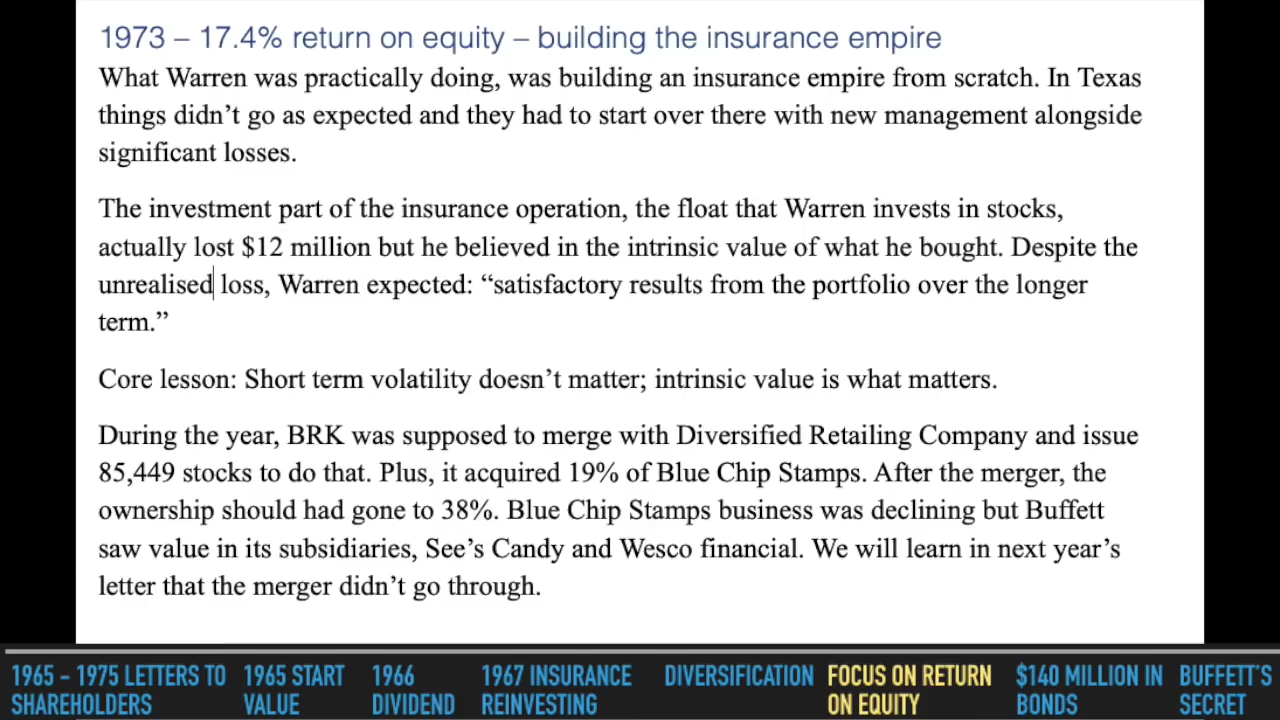 1973 – 17.4% return on equity – building the insurance empire
What Warren was practically doing, was building an insurance empire from scratch. In Texas
things didn’t go as expected and they had to start over there with new management alongside
significant losses.
The investment part of the insurance operation, the float that Warren invests in stocks,
actually lost $12 million but he believed in the intrinsic value of what he bought. Despite the
unrealised loss, Warren expected: “satisfactory results from the portfolio over the longer
term.”
Core lesson: Short term volatility doesn’t matter; intrinsic value is what matters.
During the year, BRK was supposed to merge with Diversified Retailing Company and issue
85,449 stocks to do that. Plus, it acquired 19% of Blue Chip Stamps. After the merger, the
ownership should had gone to 38%. Blue Chip Stamps business was declining but Buffett
saw value in its subsidiaries, See’s Candy and Wesco financial. We will learn in next year’s
letter that the merger didn’t go through.
1965 – 1975 LETTERS TO
SHAREHOLDERS
1965 START
VALUE
1966
DIVIDEND
1967 INSURANCE
REINVESTING
DIVERSIFICATION
FOCUS ON RETURN
ON EQUITY
$140 MILLION IN
BONDS
BUFFETT'S
SECRET